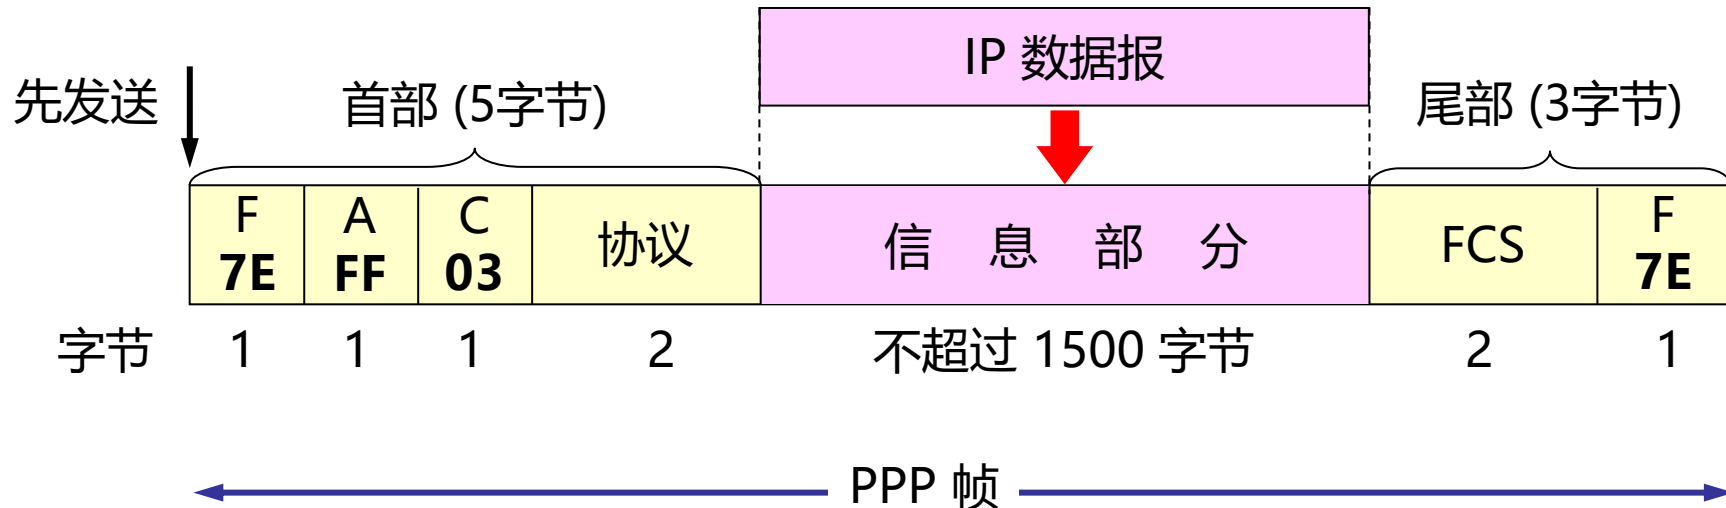 IP 数据报
先发送
首部 (5字节)
尾部 (3字节)
F
7E
A
FF
C
03
协议
信 息 部 分
FCS
F
7E
字节
1
1
1
2
不超过 1500 字节
2
1
PPP 帧